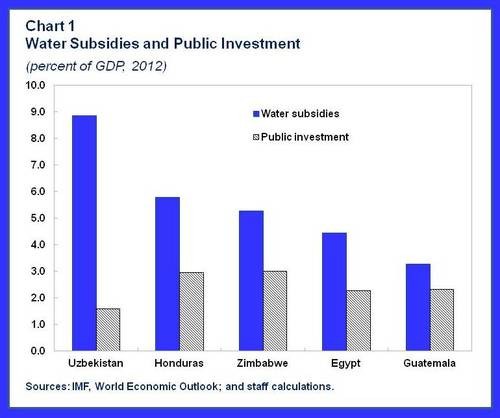 Chart 1
Water Subsidies and Public Investment
(percent of GDP, 2012)
10.0
9.0
8.0
7.0
6.0
5.0
4.0
3.0
2.0
1.0
0.0
Water subsidies
Public investment
Uzbekistan Honduras Zimbabwe Egypt Guatemala
Sources: IMF, World Economic Outlook; and staff calculations.